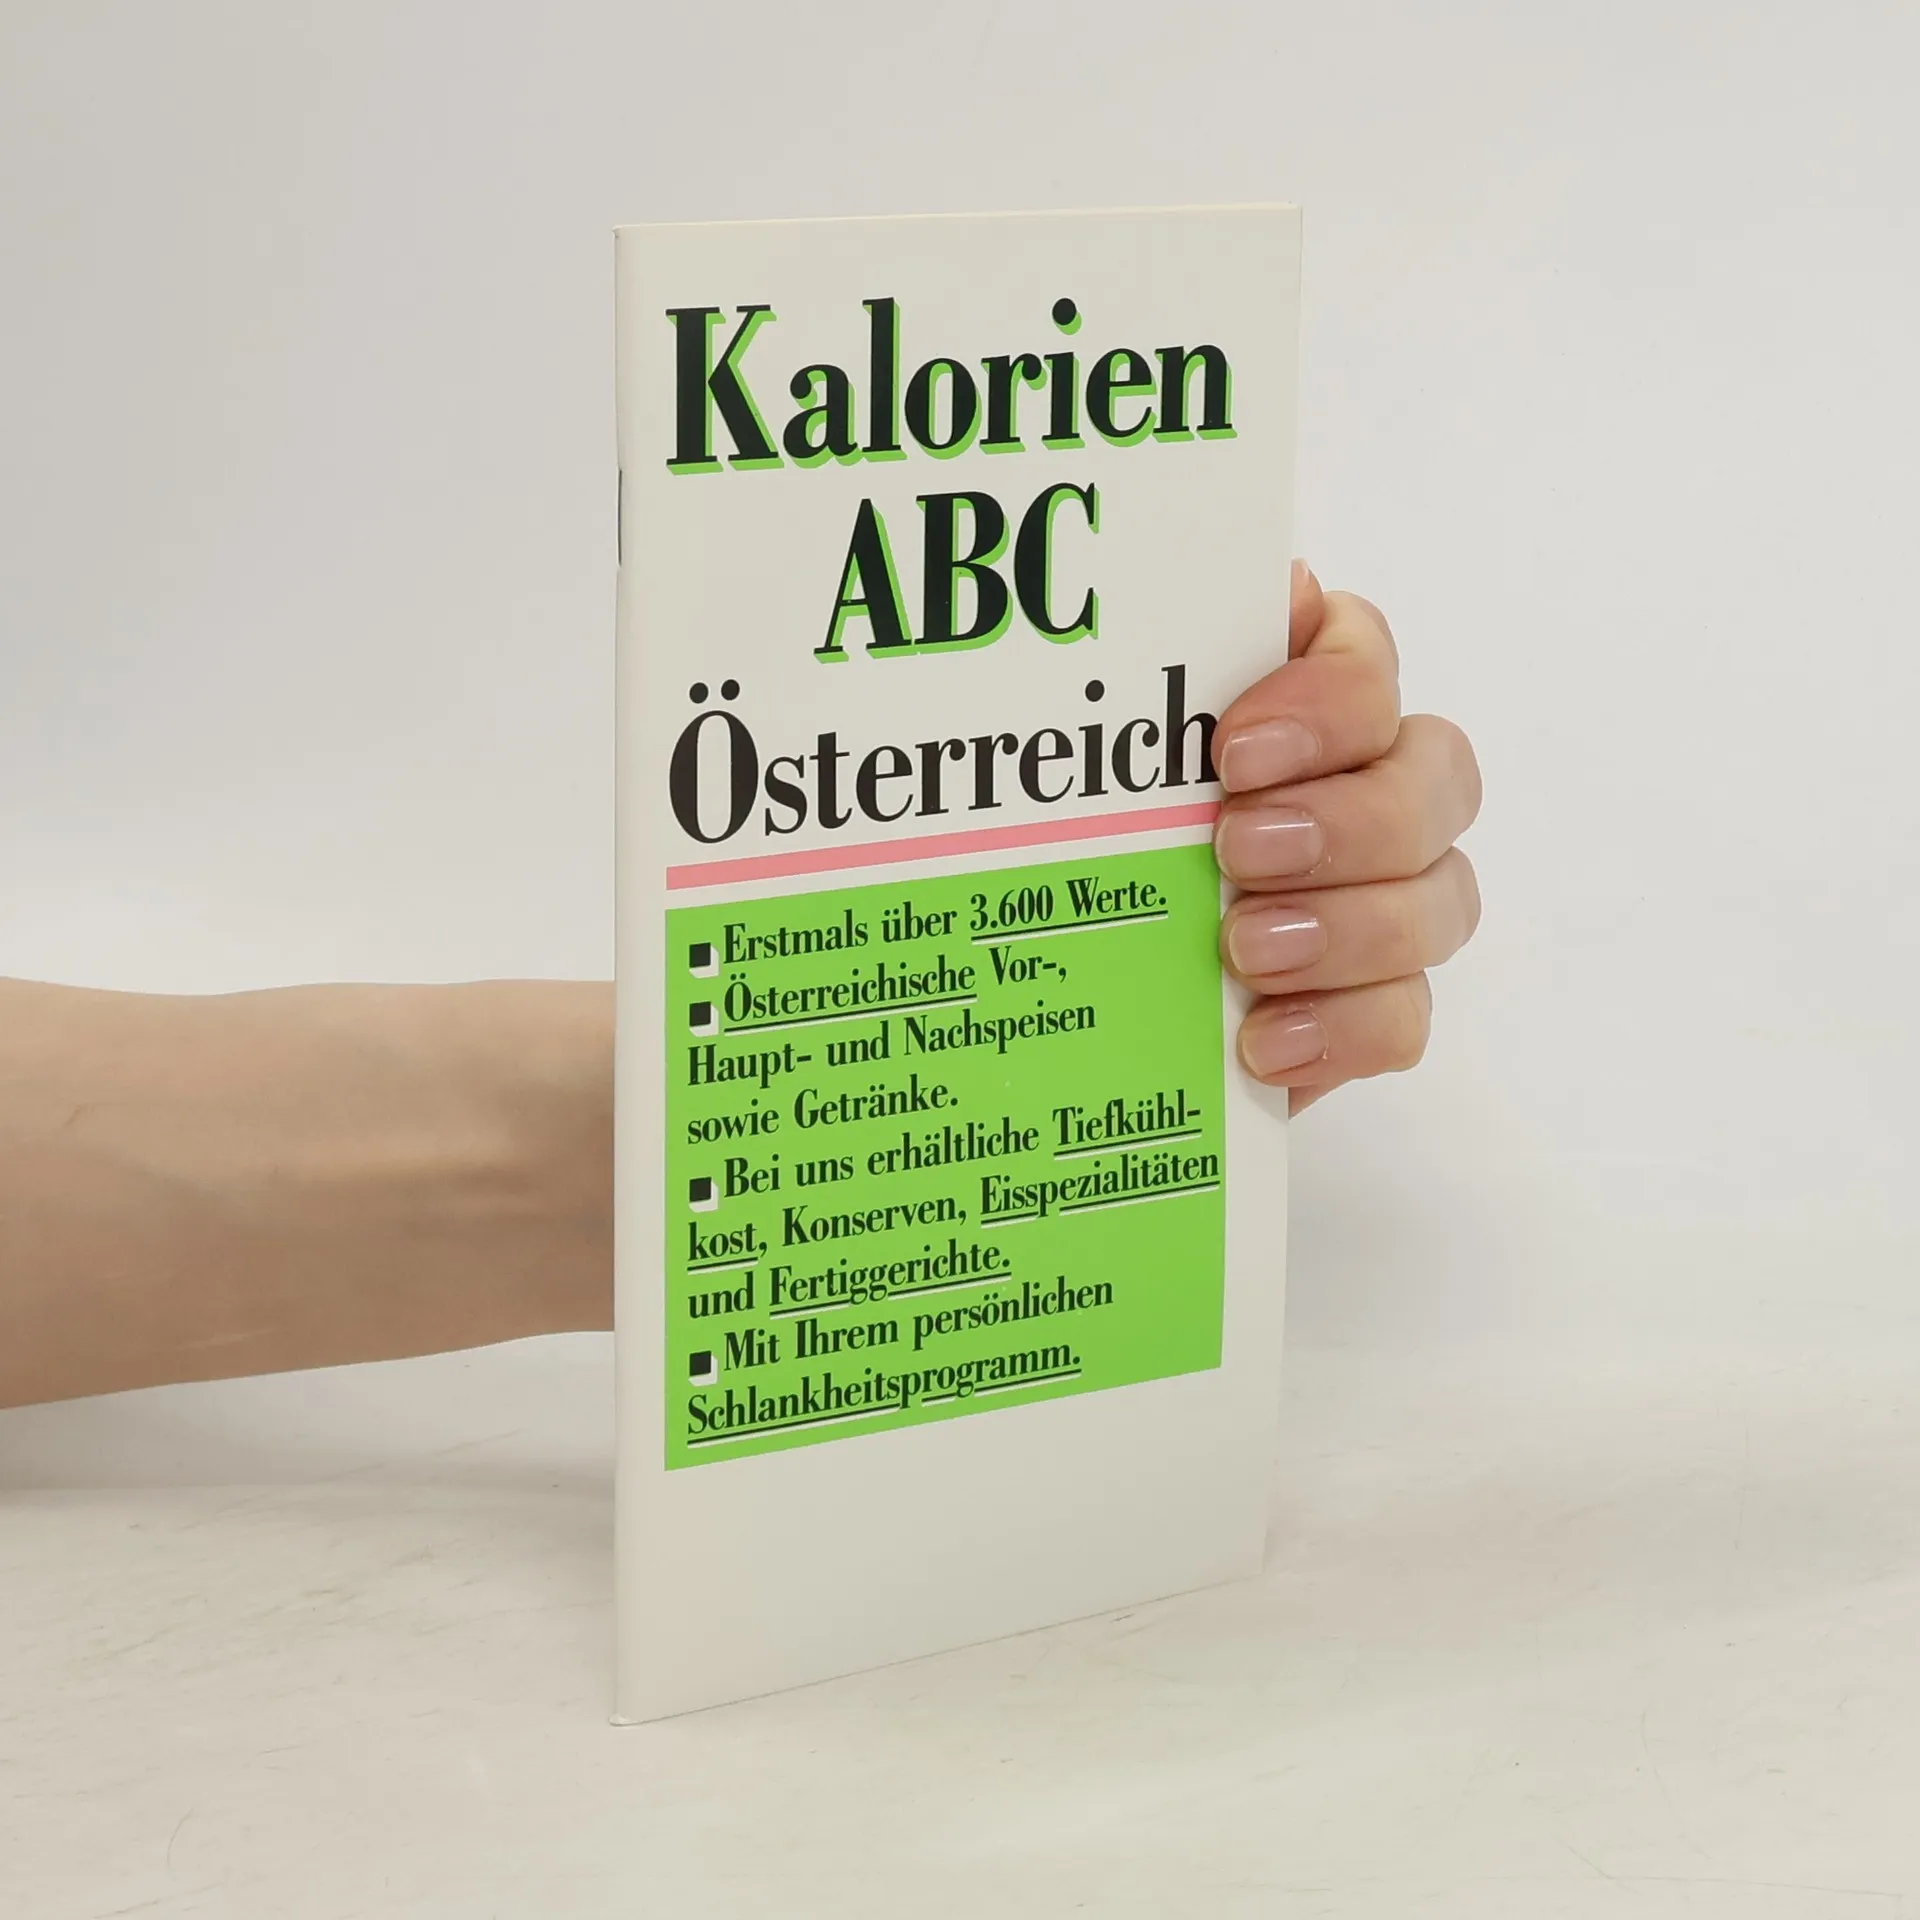 Kalorien
ABC
Österreich
■ Erstmals über 3.600 Werte.
■ Österreichische Vor-,
Haupt- und Nachspeisen
sowie Getränke.
■ Bei uns erhältliche Tiefkühl-
kost, Konserven, Eisspezialitäten
und Fertiggerichte.
■ Mit Ihrem persönlichen
Schlankheitsprogramm.